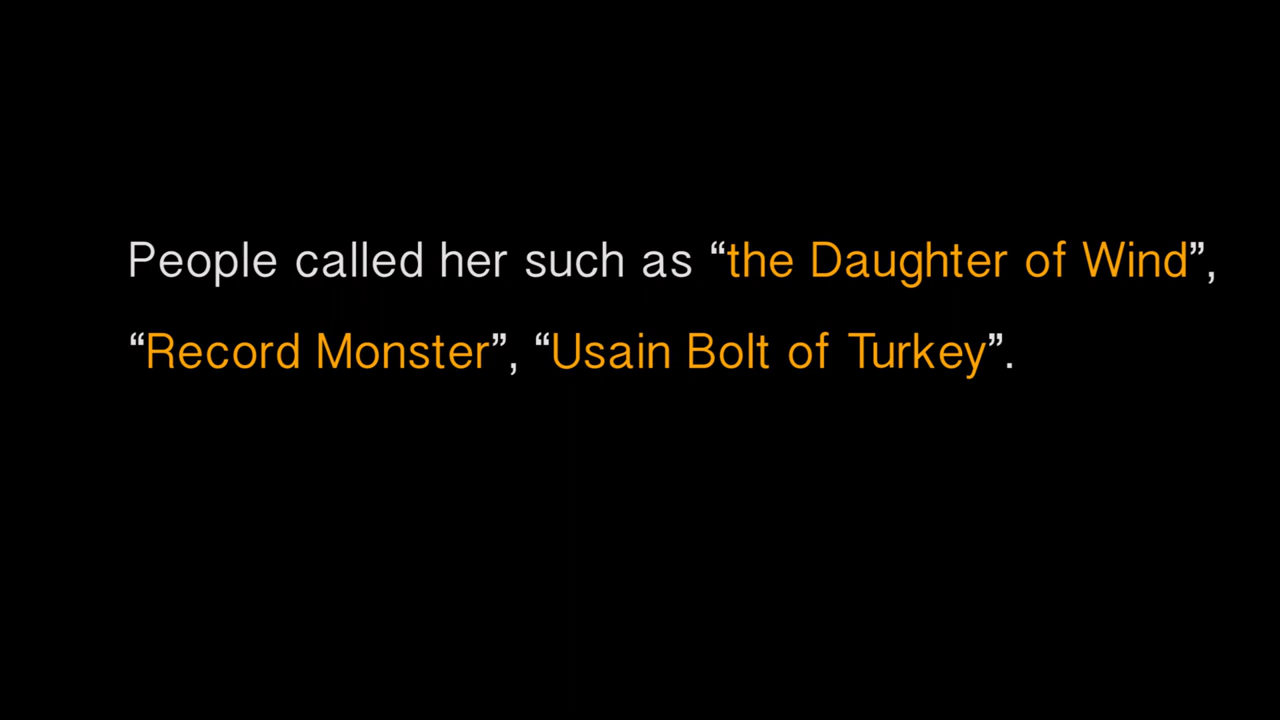 People called her such as “the Daughter of Wind”,
“Record Monster”, “Usain Bolt of Turkey”.